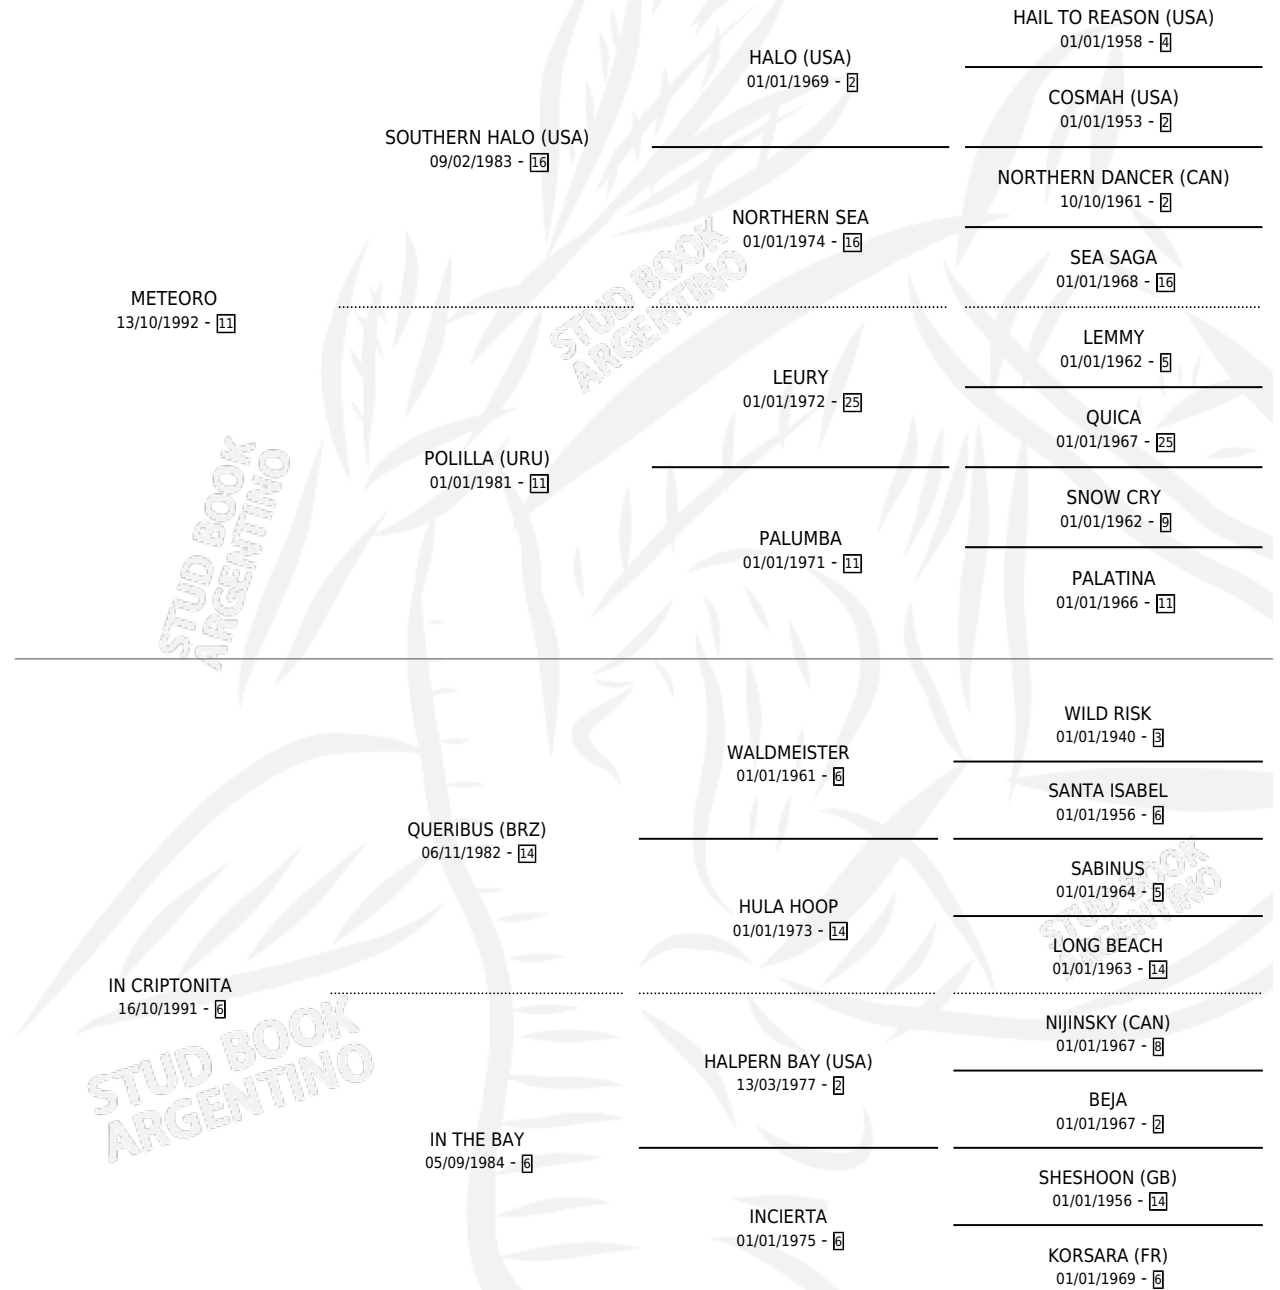 HAIL TO REASON (USA)
01/01/1958 - 4
HALO (USA)
01/01/1969 - 2
COSMAH (USA)
01/01/1953 - 2
SOUTHERN HALO (USA)
09/02/1983 - 16
NORTHERN DANCER (CAN)
10/10/1961 - 2
NORTHERN SEA
01/01/1974 - 16
SEA SAGA
01/01/1968 - 16
METEORO
13/10/1992 - 11
STUD BOOK
ARGENTINO
LEMMY
01/01/1962 - 5
LEURY
01/01/1972 - 25
QUICA
01/01/1967 - 25
POLILLA (URU)
01/01/1981 - 11
SNOW CRY
01/01/1962 - 9
PALUMBA
01/01/1971 - 11
PALATINA
01/01/1966 - 11
STUD BOOK
ARGENTINO
WILD RISK
01/01/1940 - 3
WALDMEISTER
01/01/1961 - 6
SANTA ISABEL
01/01/1956 - 6
QUERIBUS (BRZ)
06/11/1982 - 14
SABINUS
01/01/1964 - 5
HULA HOOP
01/01/1973 - 14
LONG BEACH
01/01/1963 - 14
STUD BOOK
ARGENTINO
IN CRIPTONITA
16/10/1991 - 6
NIJINSKY (CAN)
01/01/1967 - 8
HALPERN BAY (USA)
13/03/1977 - 2
BEJA
01/01/1967 - 2
STUD BOOK
ARGENTINO
IN THE BAY
05/09/1984 - 6
SHESHOON (GB)
01/01/1956 - 14
INCIERTA
01/01/1975 - 6
KORSARA (FR)
01/01/1969 - 6